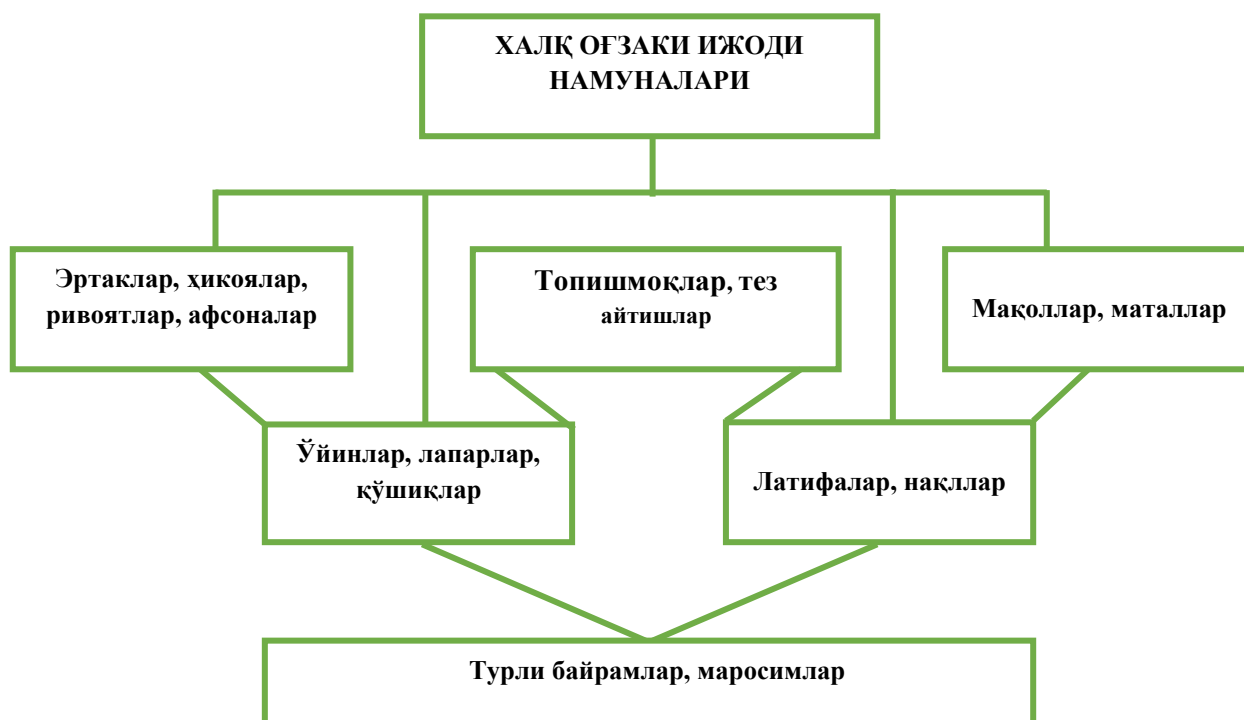 ХАЛҚ ОҒЗАКИ ИЖОДИ
НАМУНАЛАРИ
Эртаклар, ҳикоялар,
ривоятлар, афсоналар
Топишмоқлар, тез
айтишлар
Мақоллар, маталлар
Ўйинлар, лапарлар,
қўшиқлар
Латифалар, нақллар
Турли байрамлар, маросимлар